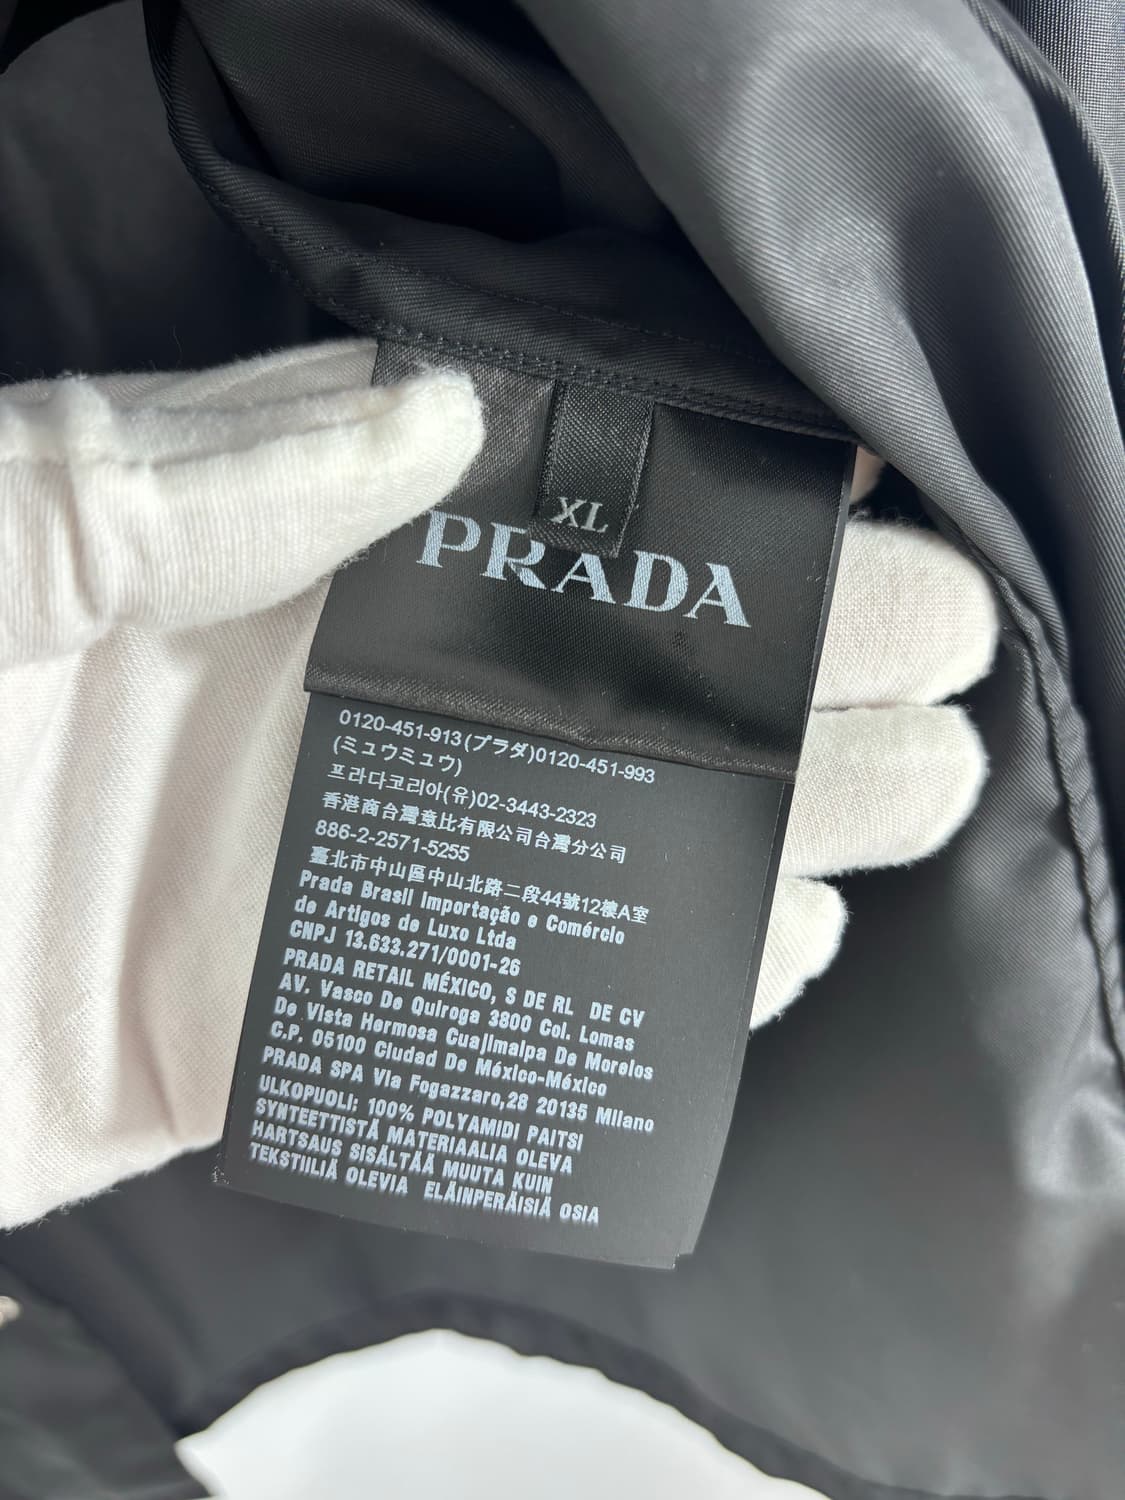 XL
PRADA
0120-451-913(プラダ)0120-451-993
(ミュウミュウ)
프라다코리아(유)02-3443-2323
香港商台灣意比有限公司台灣分公司
886-2-2571-5255
臺北市中山區中山北路二段44號12樓A室
Prada Brasil Importação e Comércio
de Artigos de Luxo Ltda
CNPJ 13.633.271/0001-26
PRADA RETAIL MÉXICO, S DE RL DE CV
AV. Vasco De Quiroga 3800 Col. Lomas
De Vista Hermosa Cuajimalpa De Morelos
C.P. 05100 Ciudad De México-México
PRADA SPA Via Fogazzaro,28 20135 Milano
ULKOPUOLI: 100% POLYAMIDI PAITSI
SYNTEETTISTÄ MATERIAALIA OLEVA
HARTSAUS SISÄLTÄÄ MUUTA KUIN
TEKSTIILIÄ OLEVIA ELÄINPERÄISIÄ OSIA